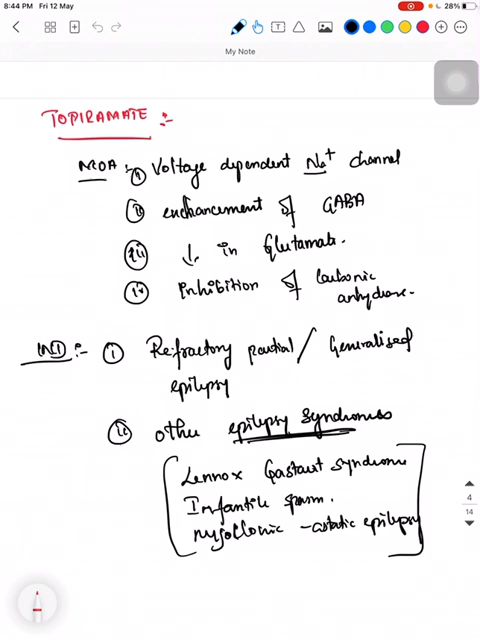 8:44 PM Fri 12 May
28%
My Note
TOPIRAMATE :-
MOA :- (i) Voltage dependent Na+ channel
(ii) enchancement of GABA
(iii) ↓ in Glutamate.
(iv) Inhibition of Carbonic
anhydrase.
IND :- (i) Refractory partial / Generalised
epilepsy
(ii) other epilepsy syndromes
Lennox Gastaut Syndrome
Infantile spasm.
Myoclonic -astatic epilepsy
4
14